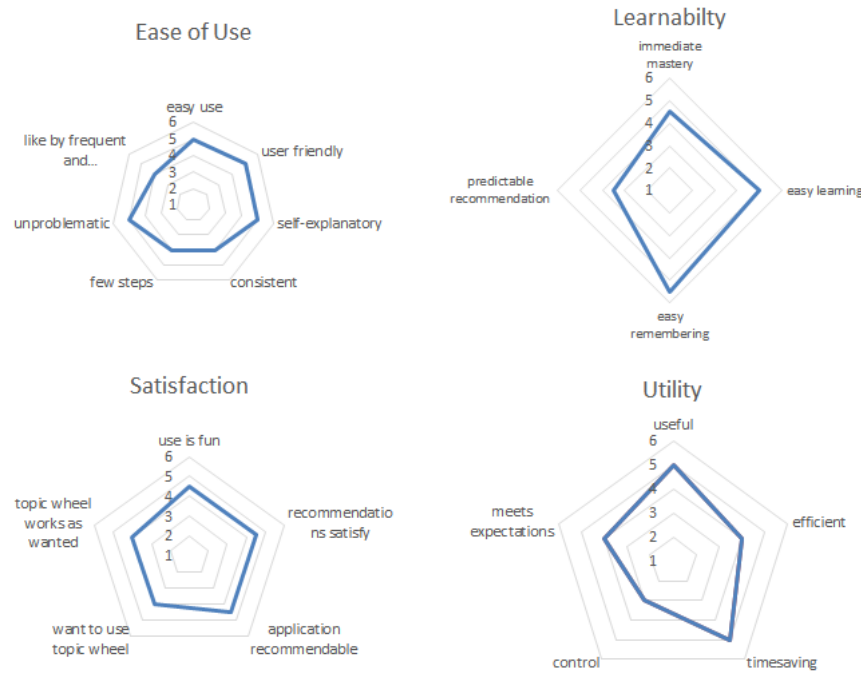 Ease of Use
easy use
6
5
4
3
2
1
user friendly
self-explanatory
consistent
few steps
unproblematic
like by frequent
and...
Learnabilty
immediate
mastery
6
5
4
3
2
1
easy learning
easy
remembering
predictable
recommendation
Satisfaction
use is fun
6
5
4
3
2
1
recommendatio
ns satisfy
application
recommendable
want to use
topic wheel
topic wheel
works as
wanted
Utility
useful
6
5
4
3
2
1
efficient
timesaving
control
meets
expectations